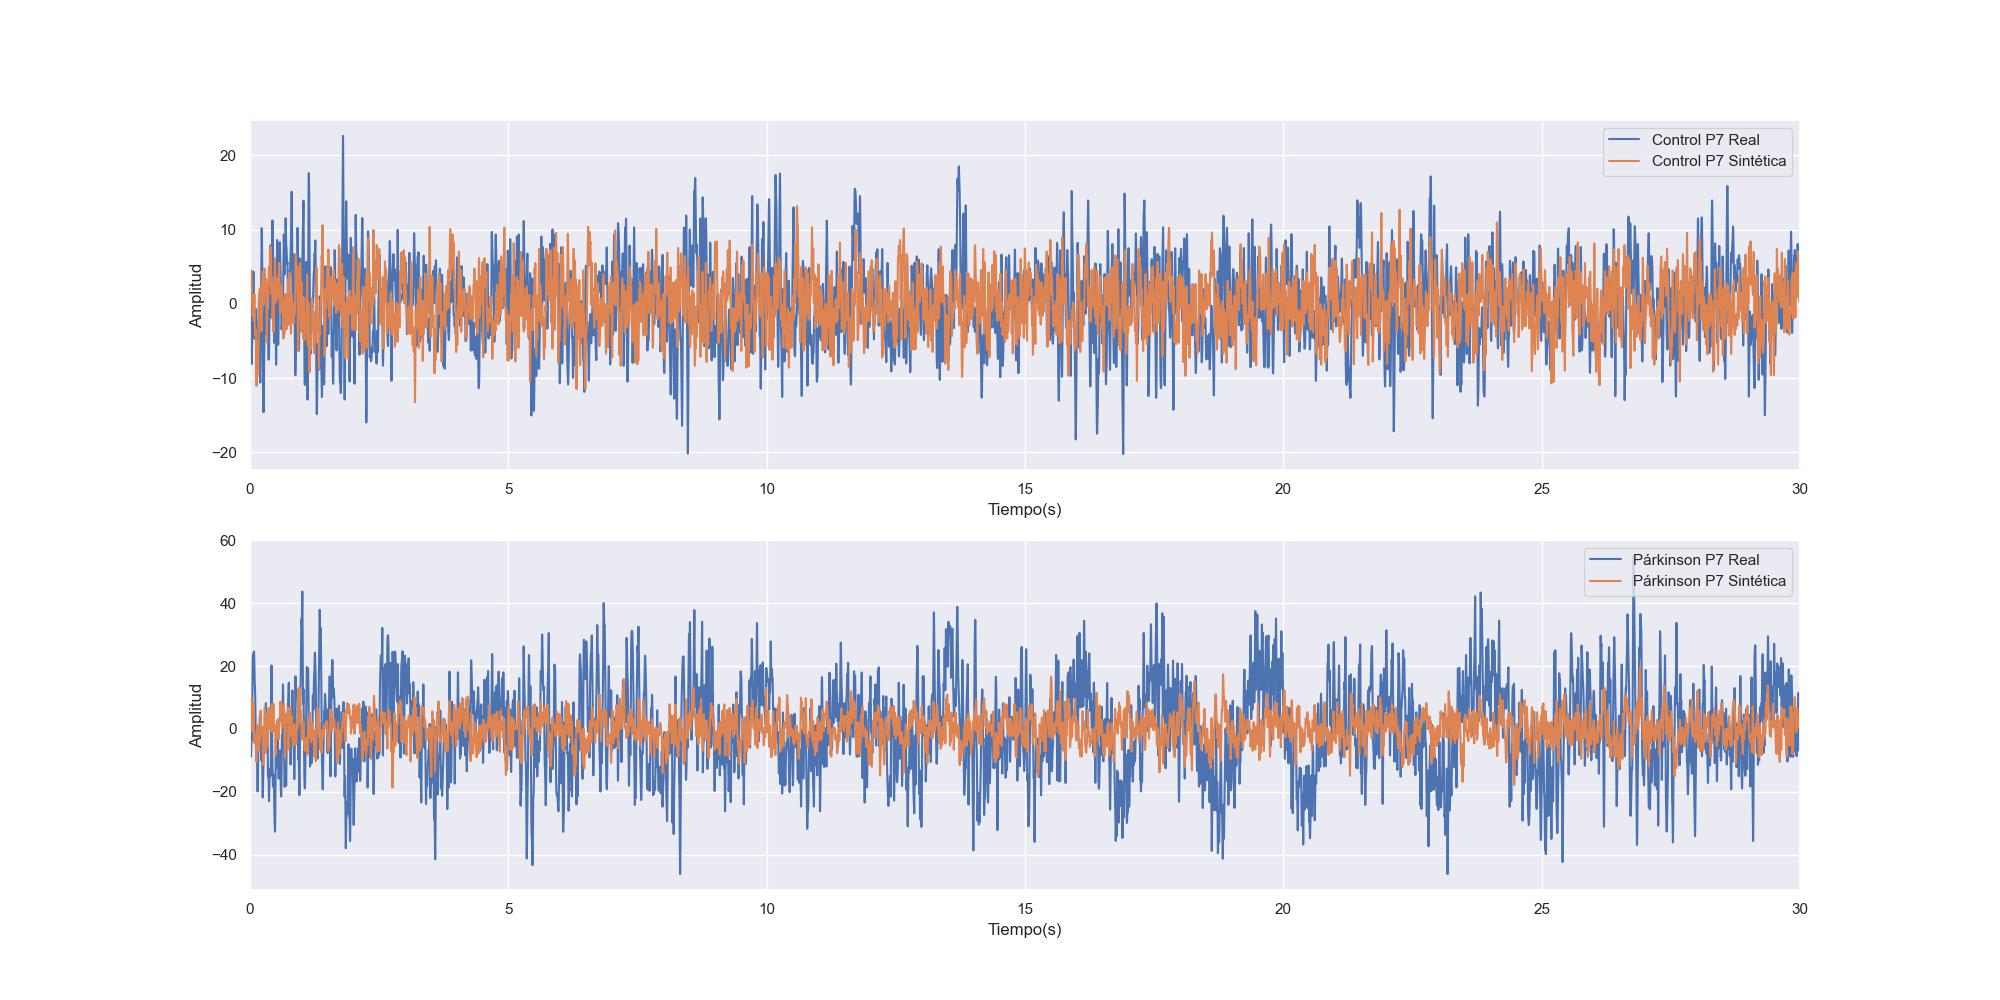 Control P7 Real
Control P7 Sintética
Amplitud
20
10
0
−10
−20
0 5 10 15 20 25 30
Tiempo(s)
Párkinson P7 Real
Párkinson P7 Sintética
Amplitud
60
40
20
0
−20
−40
0 5 10 15 20 25 30
Tiempo(s)